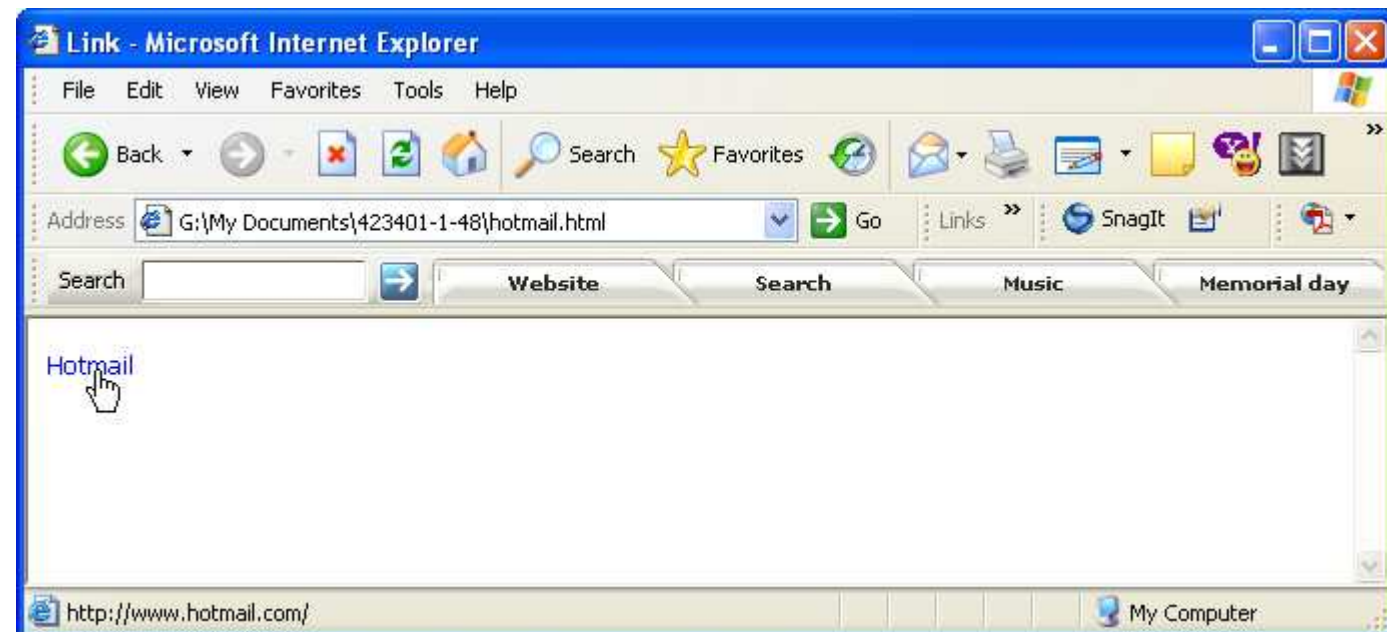 Link - Microsoft Internet Explorer
File Edit View Favorites Tools Help
Back Search Favorites »
Address G:\My Documents\423401-1-48\hotmail.html Go Links » SnagIt
Search Website Search Music Memorial day
Hotmail
http://www.hotmail.com/ My Computer